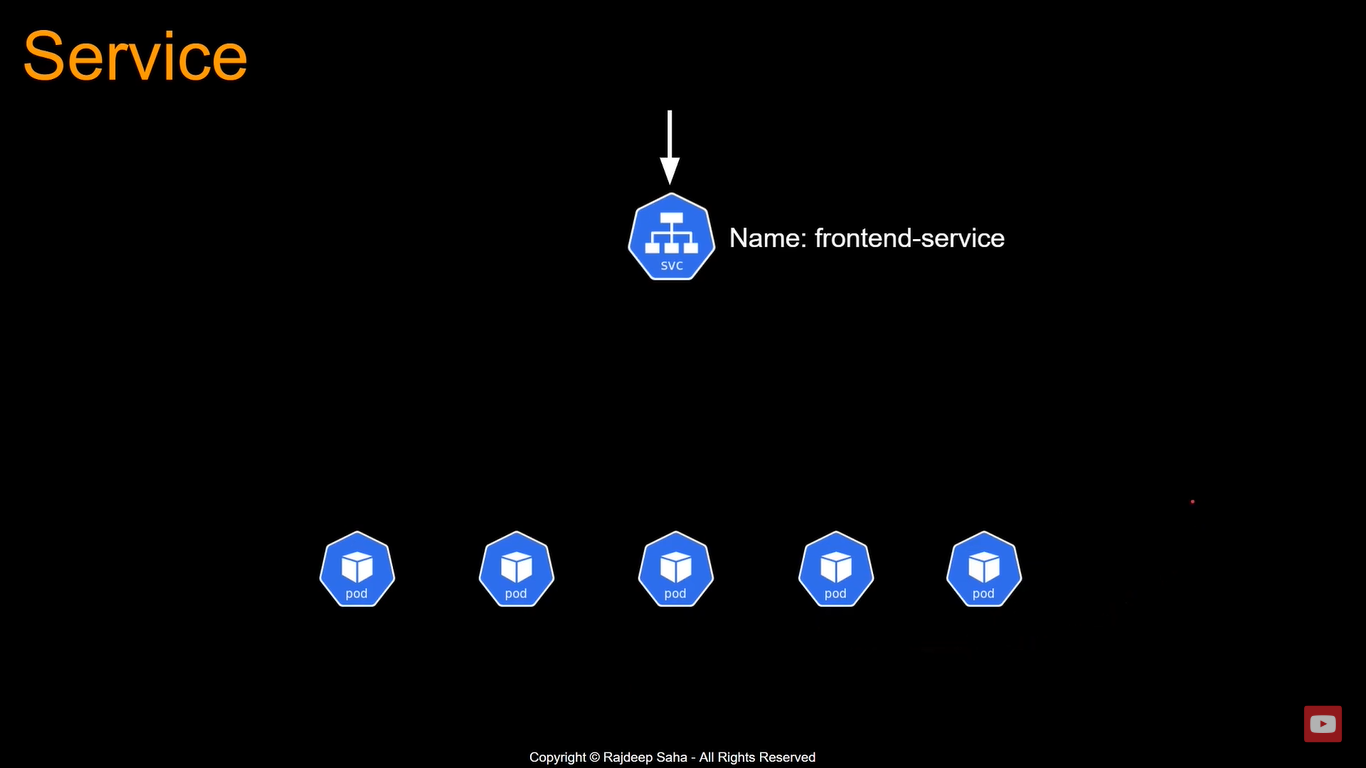 Service
svc
Name: frontend-service
pod
pod
pod
pod
pod
Copyright © Rajdeep Saha - All Rights Reserved